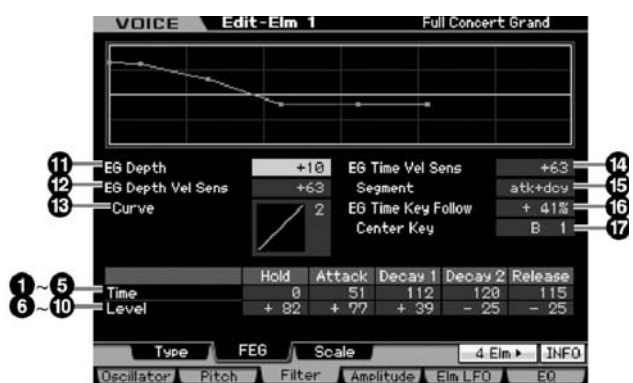 VOICE Edit-Elm 1 Full Concert Grand
11 EG Depth +10 EG Time Vel Sens +63 14
12 EG Depth Vel Sens +63 Segment atk+dcy 15
13 Curve 2 EG Time Key Follow + 41% 16
Center Key B 1 17
Hold Attack Decay 1 Decay 2 Release
1 ~ 5 Time 0 51 112 120 115
6 ~ 10 Level + 82 + 77 + 39 - 25 - 25
Type FEG Scale 4 Elm INFO
Oscillator Pitch Filter Amplitude Elm LFO EQ